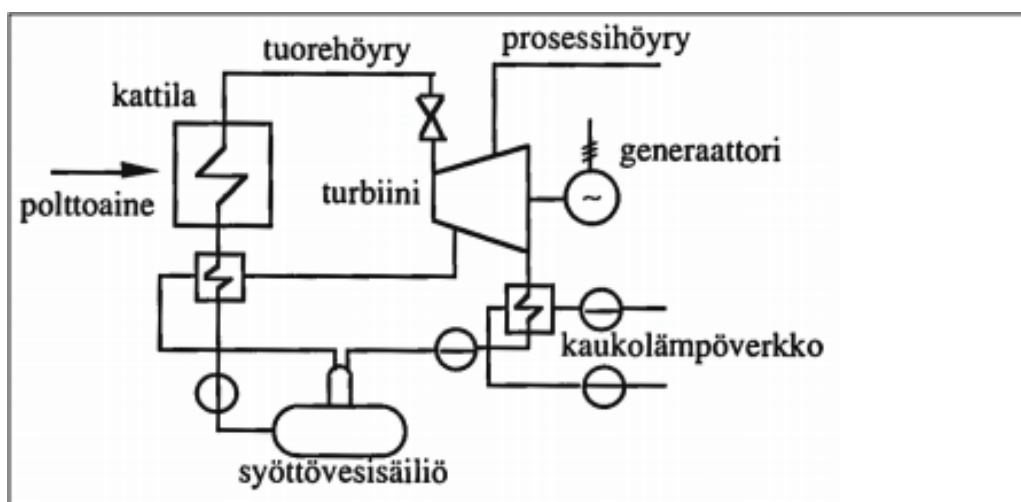 tuorehöyry
prosessihöyry
kattila
generaattori
polttoaine
turbiini
~
kaukolämpöverkko
syöttövesisäiliö